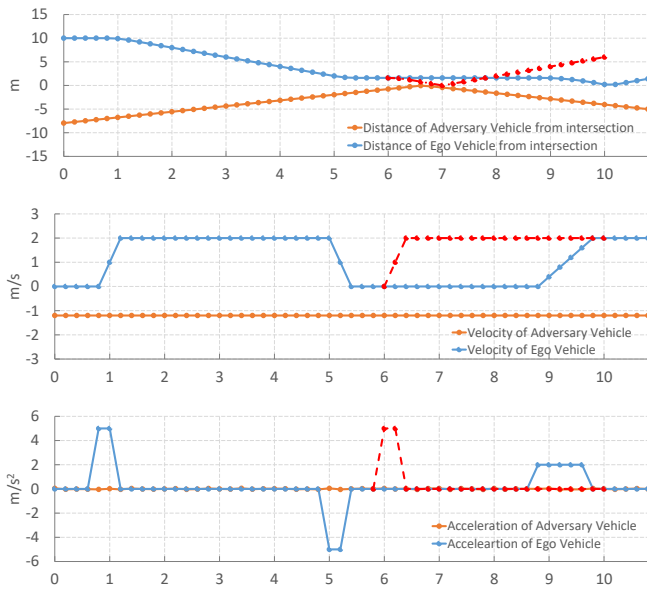 15
10
5
0
-5
-10
-15
m
Distance of Adversary Vehicle from intersection
Distance of Ego Vehicle from intersection
0 1 2 3 4 5 6 7 8 9 10
3
2
1
0
-1
-2
-3
m/s
Velocity of Adversary Vehicle
Velocity of Ego Vehicle
0 1 2 3 4 5 6 7 8 9 10
6
4
2
0
-2
-4
-6
m/s²
Acceleration of Adversary Vehicle
Acceleartion of Ego Vehicle
0 1 2 3 4 5 6 7 8 9 10